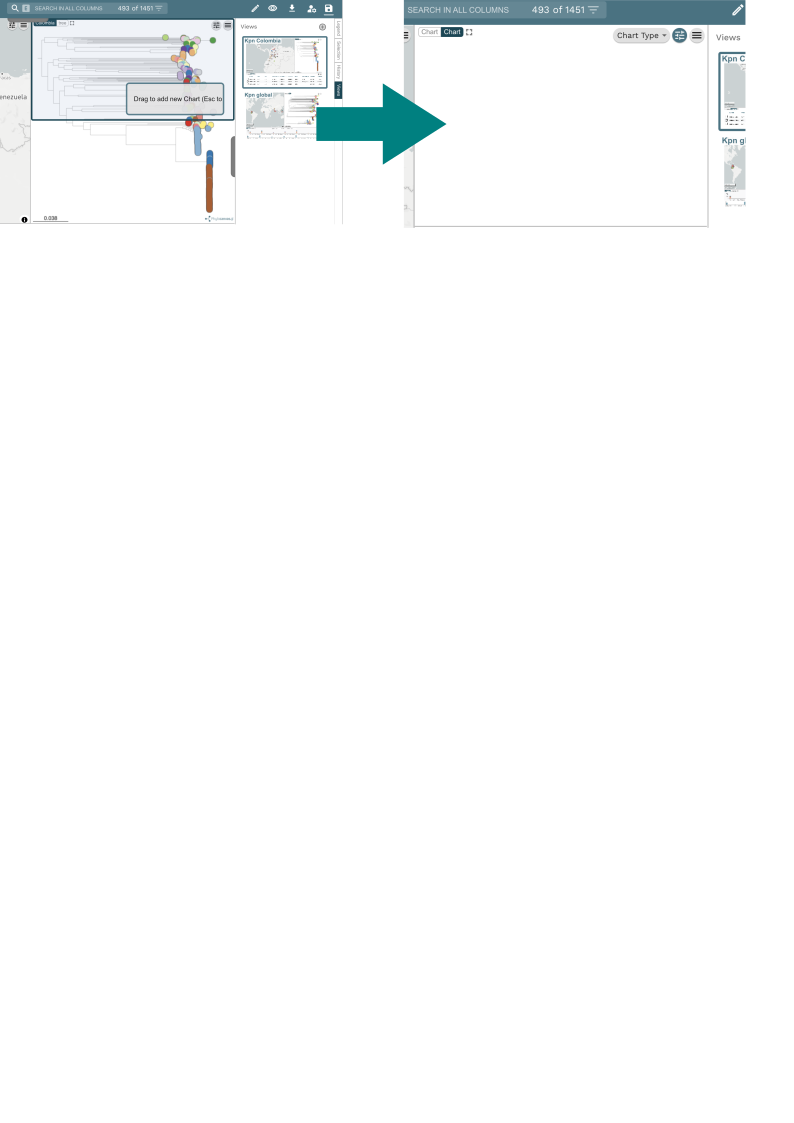 SEARCH IN ALL COLUMNS 493 of 1451
Views
Kpn Colombia
Drag to add new Chart (Esc to
Kpn global
enezuela
0.038
Legend
Selection
History
Views
SEARCH IN ALL COLUMNS 493 of 1451
Chart Chart
Chart Type
Views
Kpn C
Kpn gl